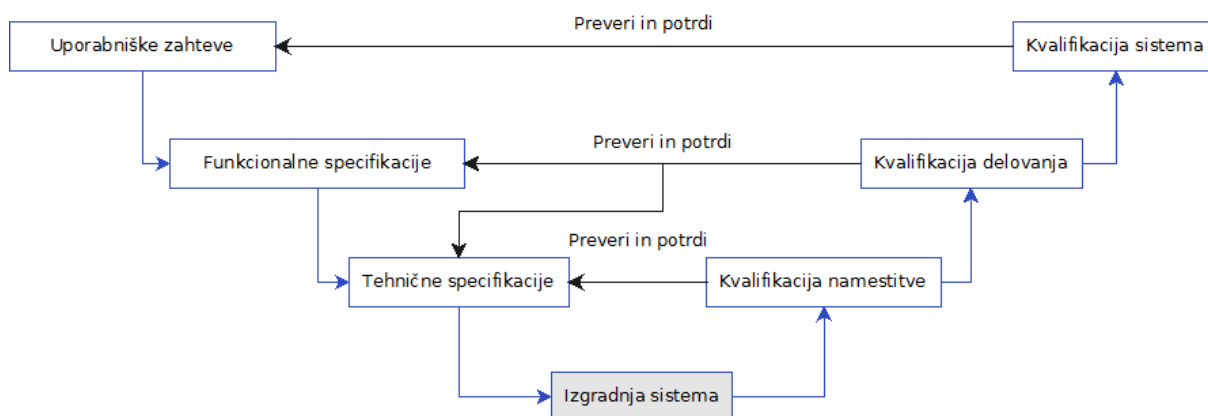 Preveri in potrdi
Uporabniške zahteve
Kvalifikacija sistema
Preveri in potrdi
Funkcionalne specifikacije
Kvalifikacija delovanja
Preveri in potrdi
Tehnične specifikacije
Kvalifikacija namestitve
Izgradnja sistema